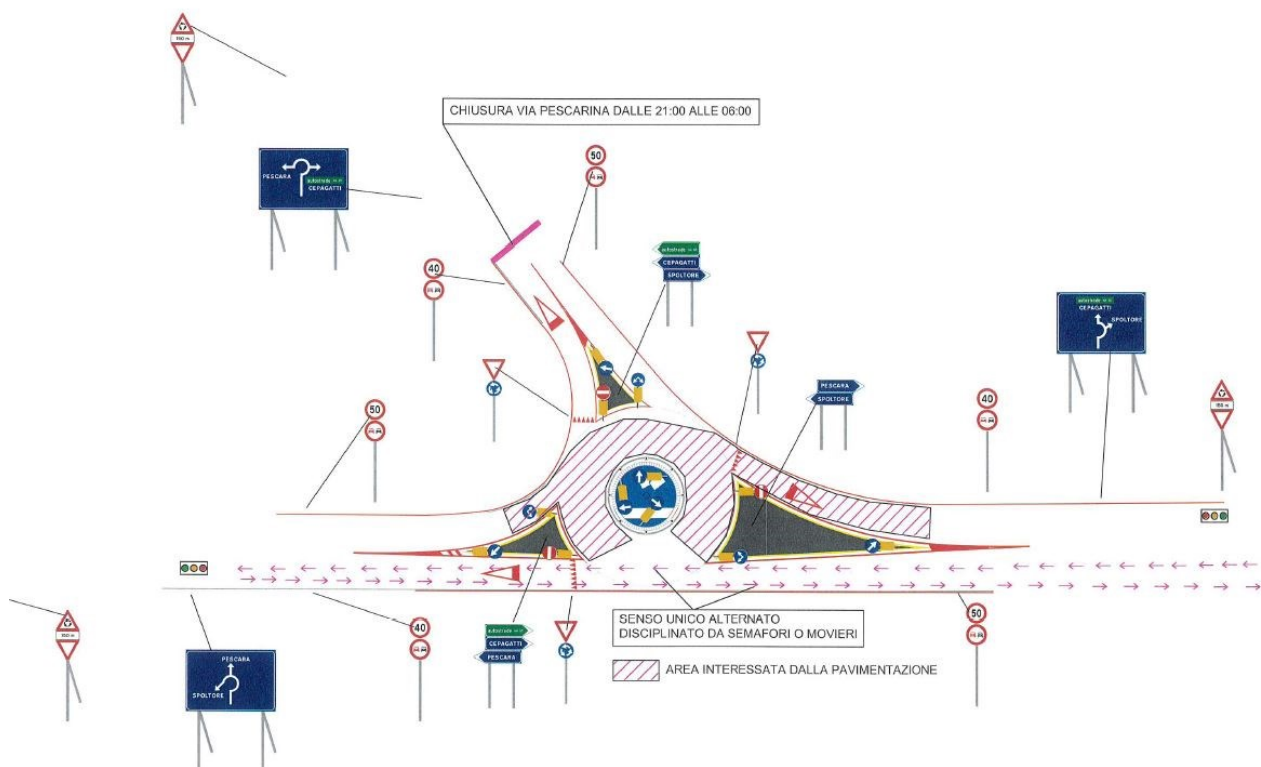 CHIUSURA VIA PESCARINA DALLE 21:00 ALLE 06:00
50
PESCARA
CEPAGATTI
40
CEPAGATTI
SPOLTORE
CEPAGATTI
SPOLTORE
PESCARA
SPOLTORE
50
40
SENSO UNICO ALTERNATO
DISCIPLINATO DA SEMAFORI O MOVIERI
AREA INTERESSATA DALLA PAVIMENTAZIONE
40
50
CEPAGATTI
PESCARA
PESCARA
SPOLTORE